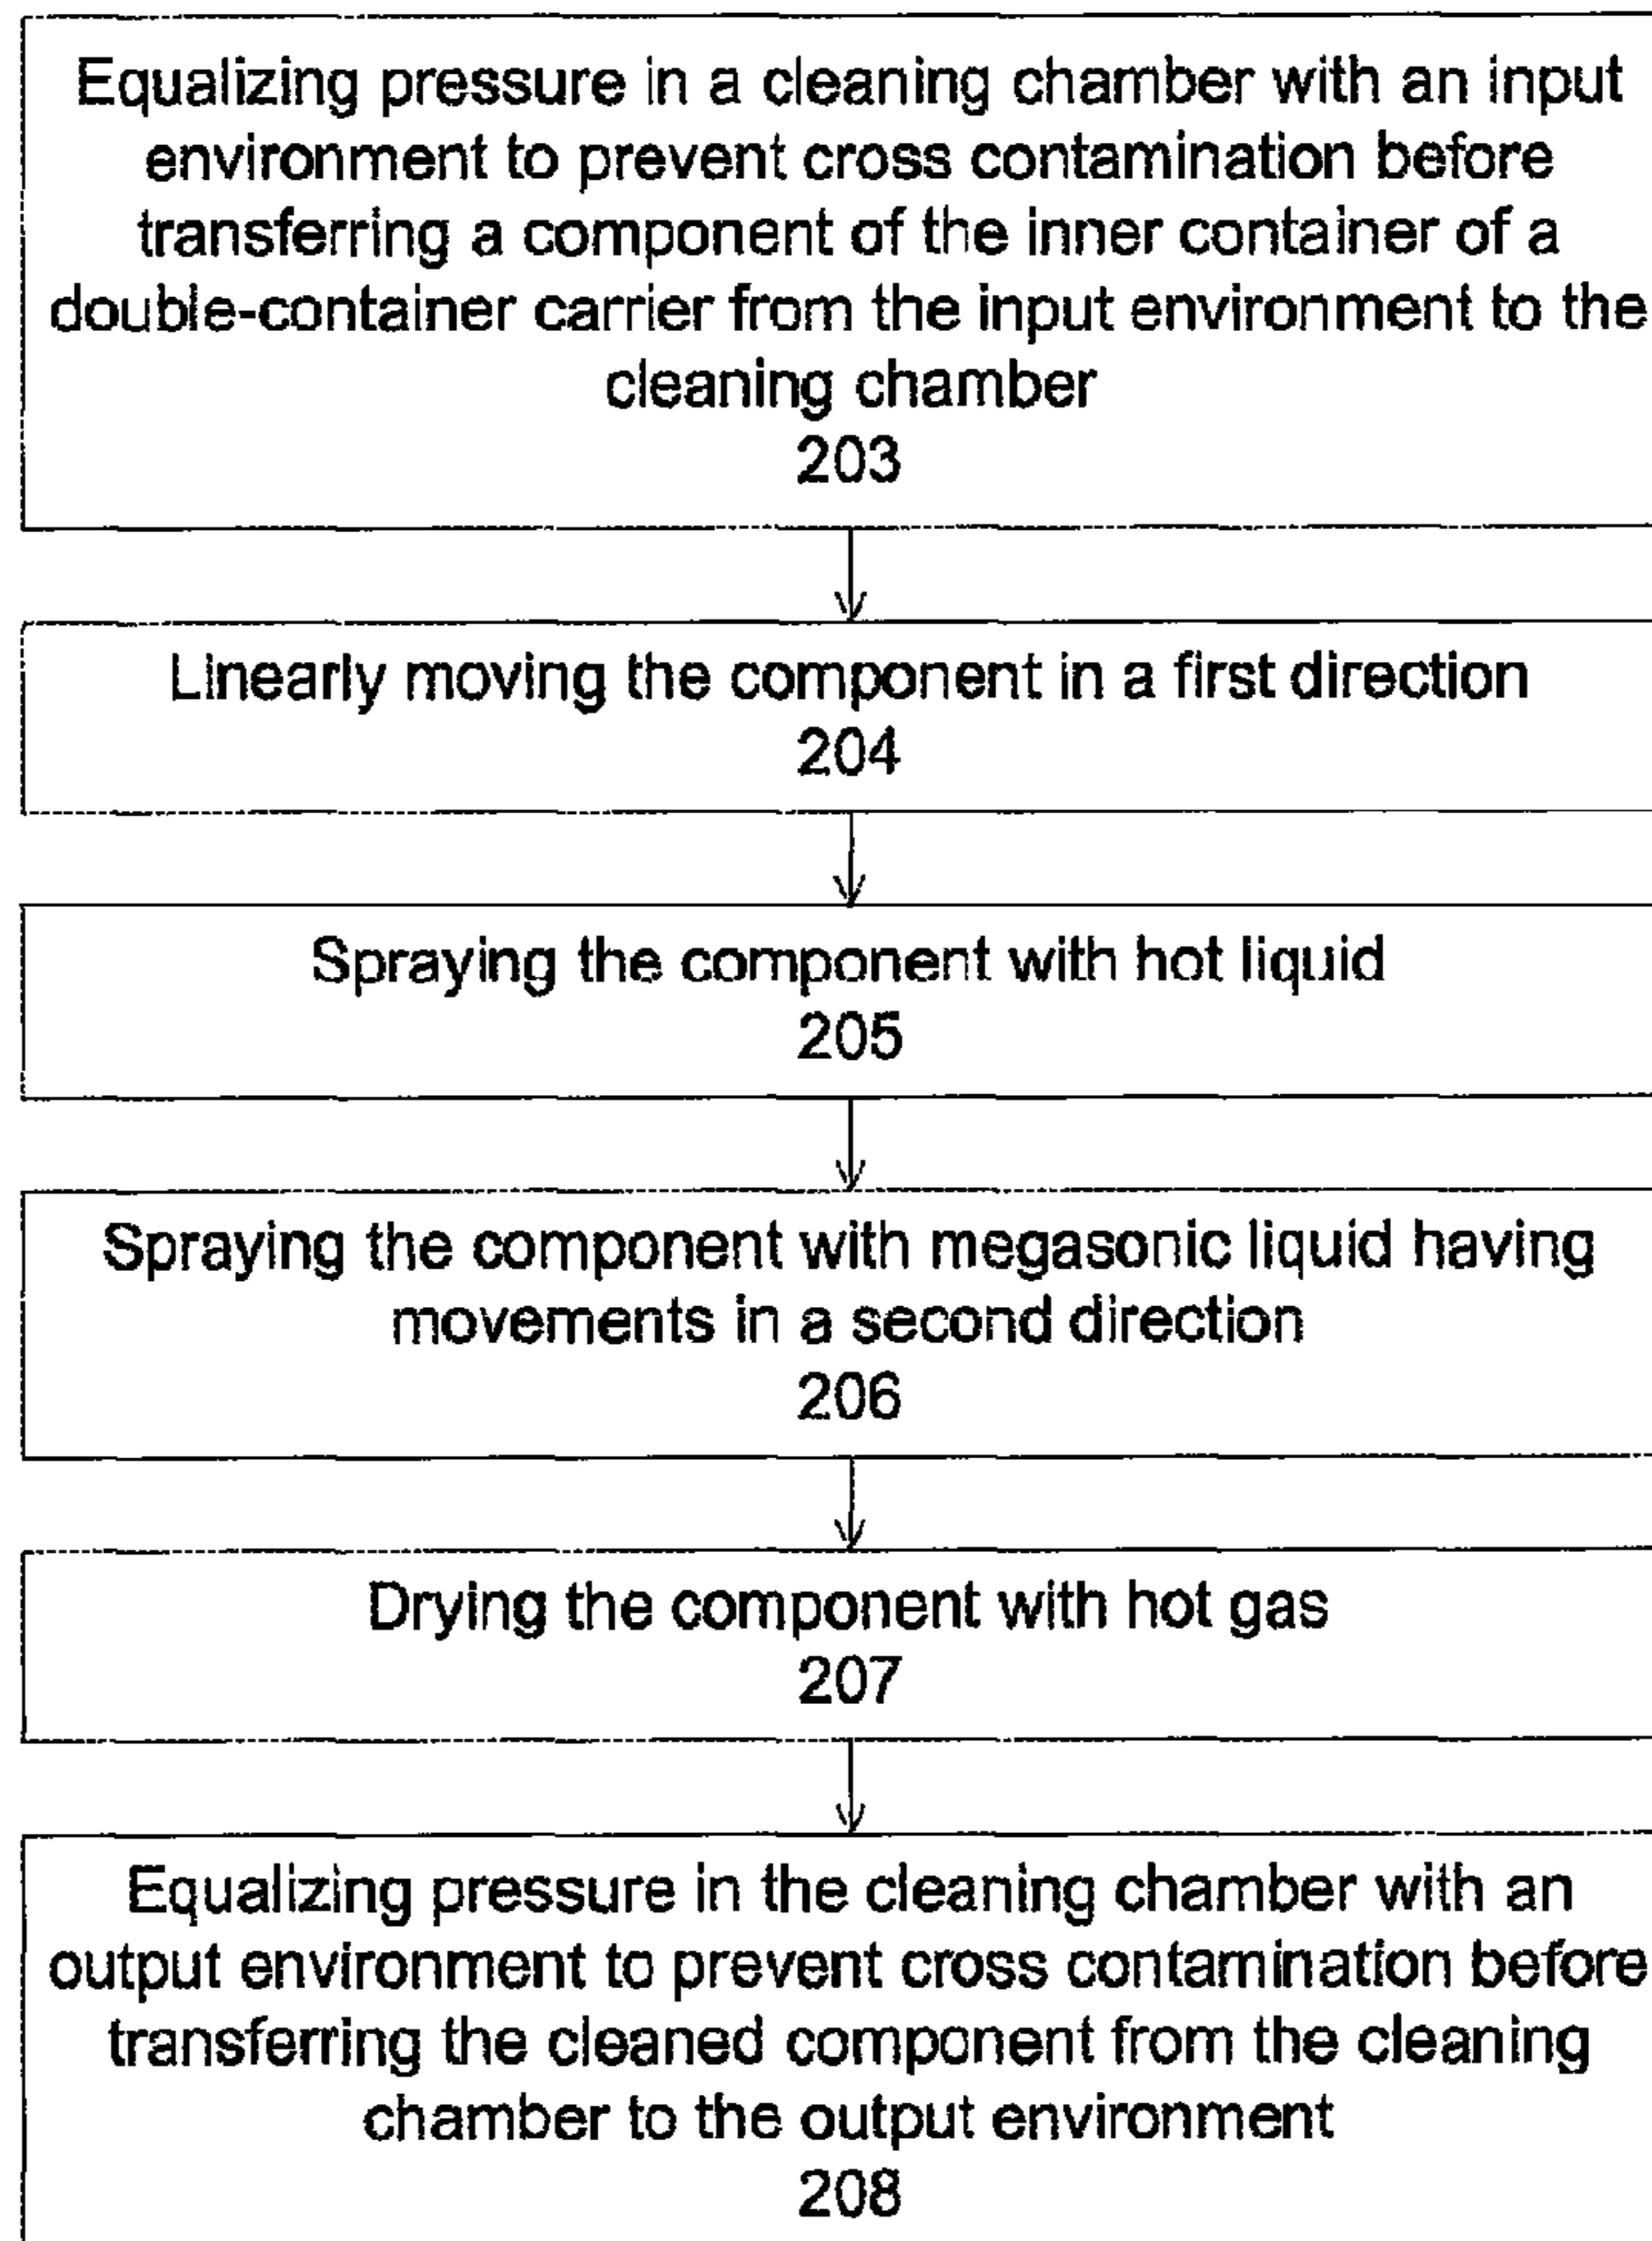 Equalizing pressure in a cleaning chamber with an input
environment to prevent cross contamination before
transferring a component of the inner container of a
double-container carrier from the input environment to the
cleaning chamber
203
Linearly moving the component in a first direction
204
Spraying the component with hot liquid
205
Spraying the component with megasonic liquid having
movements in a second direction
206
Drying the component with hot gas
207
Equalizing pressure in the cleaning chamber with an
output environment to prevent cross contamination before
transferring the cleaned component from the cleaning
chamber to the output environment
208